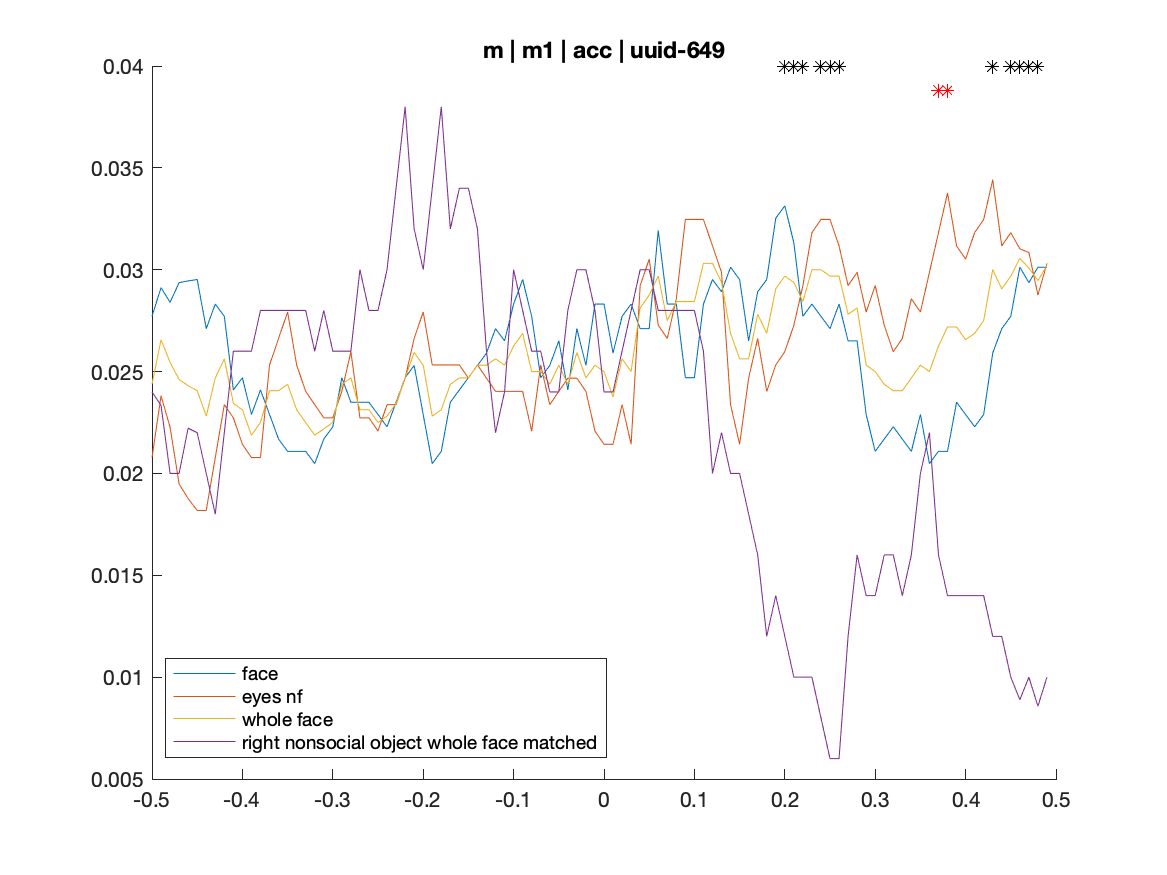 m | m1 | acc | uuid-649
0.04
0.035
0.03
0.025
0.02
0.015
0.01
0.005
face
eyes nf
whole face
right nonsocial object whole face matched
-0.5 -0.4 -0.3 -0.2 -0.1 0 0.1 0.2 0.3 0.4 0.5